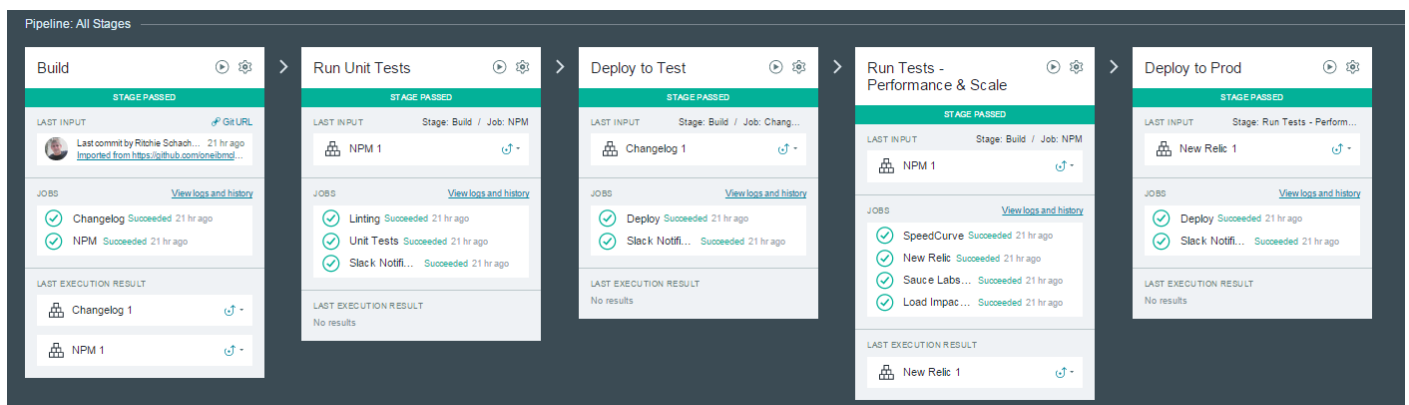 Pipeline: All Stages
Build
STAGE PASSED
LAST INPUT Git URL
Last commit by Ritchie Schach... 21 hr ago
Imported from https://github.com/oneibmcl...
JOBS View logs and history
Changelog Succeeded 21 hr ago
NPM Succeeded 21 hr ago
LAST EXECUTION RESULT
Changelog 1
NPM 1
Run Unit Tests
STAGE PASSED
LAST INPUT Stage: Build / Job: NPM
NPM 1
JOBS View logs and history
Linting Succeeded 21 hr ago
Unit Tests Succeeded 21 hr ago
Slack Notifi... Succeeded 21 hr ago
LAST EXECUTION RESULT
No results
Deploy to Test
STAGE PASSED
LAST INPUT Stage: Build / Job: Chang...
Changelog 1
JOBS View logs and history
Deploy Succeeded 21 hr ago
Slack Notifi... Succeeded 21 hr ago
LAST EXECUTION RESULT
No results
Run Tests -
Performance & Scale
STAGE PASSED
LAST INPUT Stage: Build / Job: NPM
NPM 1
JOBS View logs and history
SpeedCurve Succeeded 21 hr ago
New Relic Succeeded 21 hr ago
Sauce Labs... Succeeded 21 hr ago
Load Impac... Succeeded 21 hr ago
LAST EXECUTION RESULT
New Relic 1
Deploy to Prod
STAGE PASSED
LAST INPUT Stage: Run Tests - Perform...
New Relic 1
JOBS View logs and history
Deploy Succeeded 21 hr ago
Slack Notifi... Succeeded 21 hr ago
LAST EXECUTION RESULT
No results